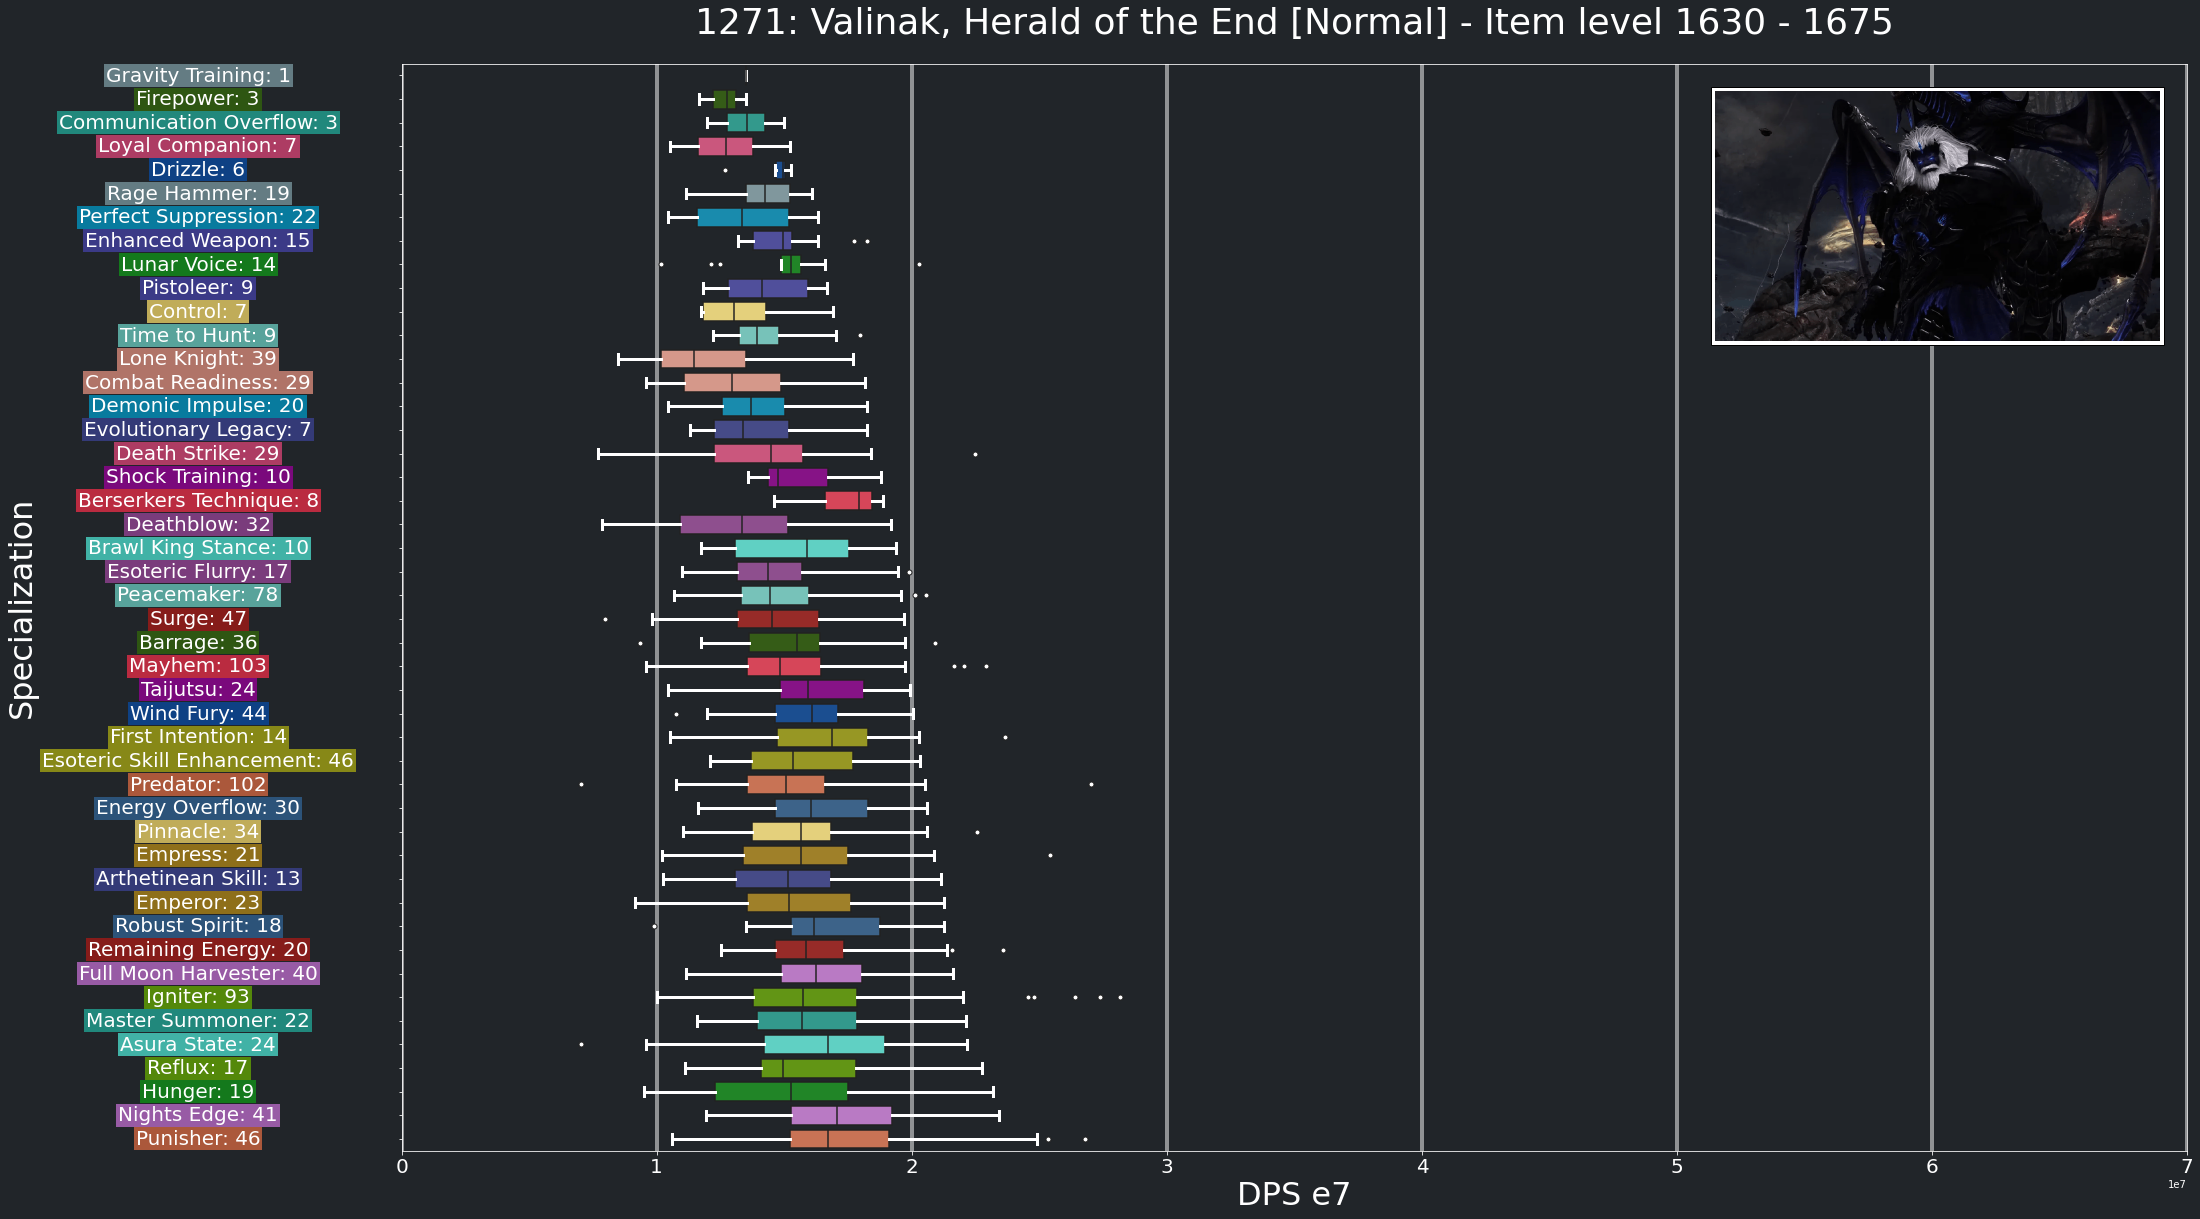 1271: Valinak, Herald of the End [Normal] - Item level 1630 - 1675
Specialization
Gravity Training: 1
Firepower: 3
Communication Overflow: 3
Loyal Companion: 7
Drizzle: 6
Rage Hammer: 19
Perfect Suppression: 22
Enhanced Weapon: 15
Lunar Voice: 14
Pistoleer: 9
Control: 7
Time to Hunt: 9
Lone Knight: 39
Combat Readiness: 29
Demonic Impulse: 20
Evolutionary Legacy: 7
Death Strike: 29
Shock Training: 10
Berserkers Technique: 8
Deathblow: 32
Brawl King Stance: 10
Esoteric Flurry: 17
Peacemaker: 78
Surge: 47
Barrage: 36
Mayhem: 103
Taijutsu: 24
Wind Fury: 44
First Intention: 14
Esoteric Skill Enhancement: 46
Predator: 102
Energy Overflow: 30
Pinnacle: 34
Empress: 21
Arthetinean Skill: 13
Emperor: 23
Robust Spirit: 18
Remaining Energy: 20
Full Moon Harvester: 40
Igniter: 93
Master Summoner: 22
Asura State: 24
Reflux: 17
Hunger: 19
Nights Edge: 41
Punisher: 46
0 1 2 3 4 5 6 7
1e7
DPS e7